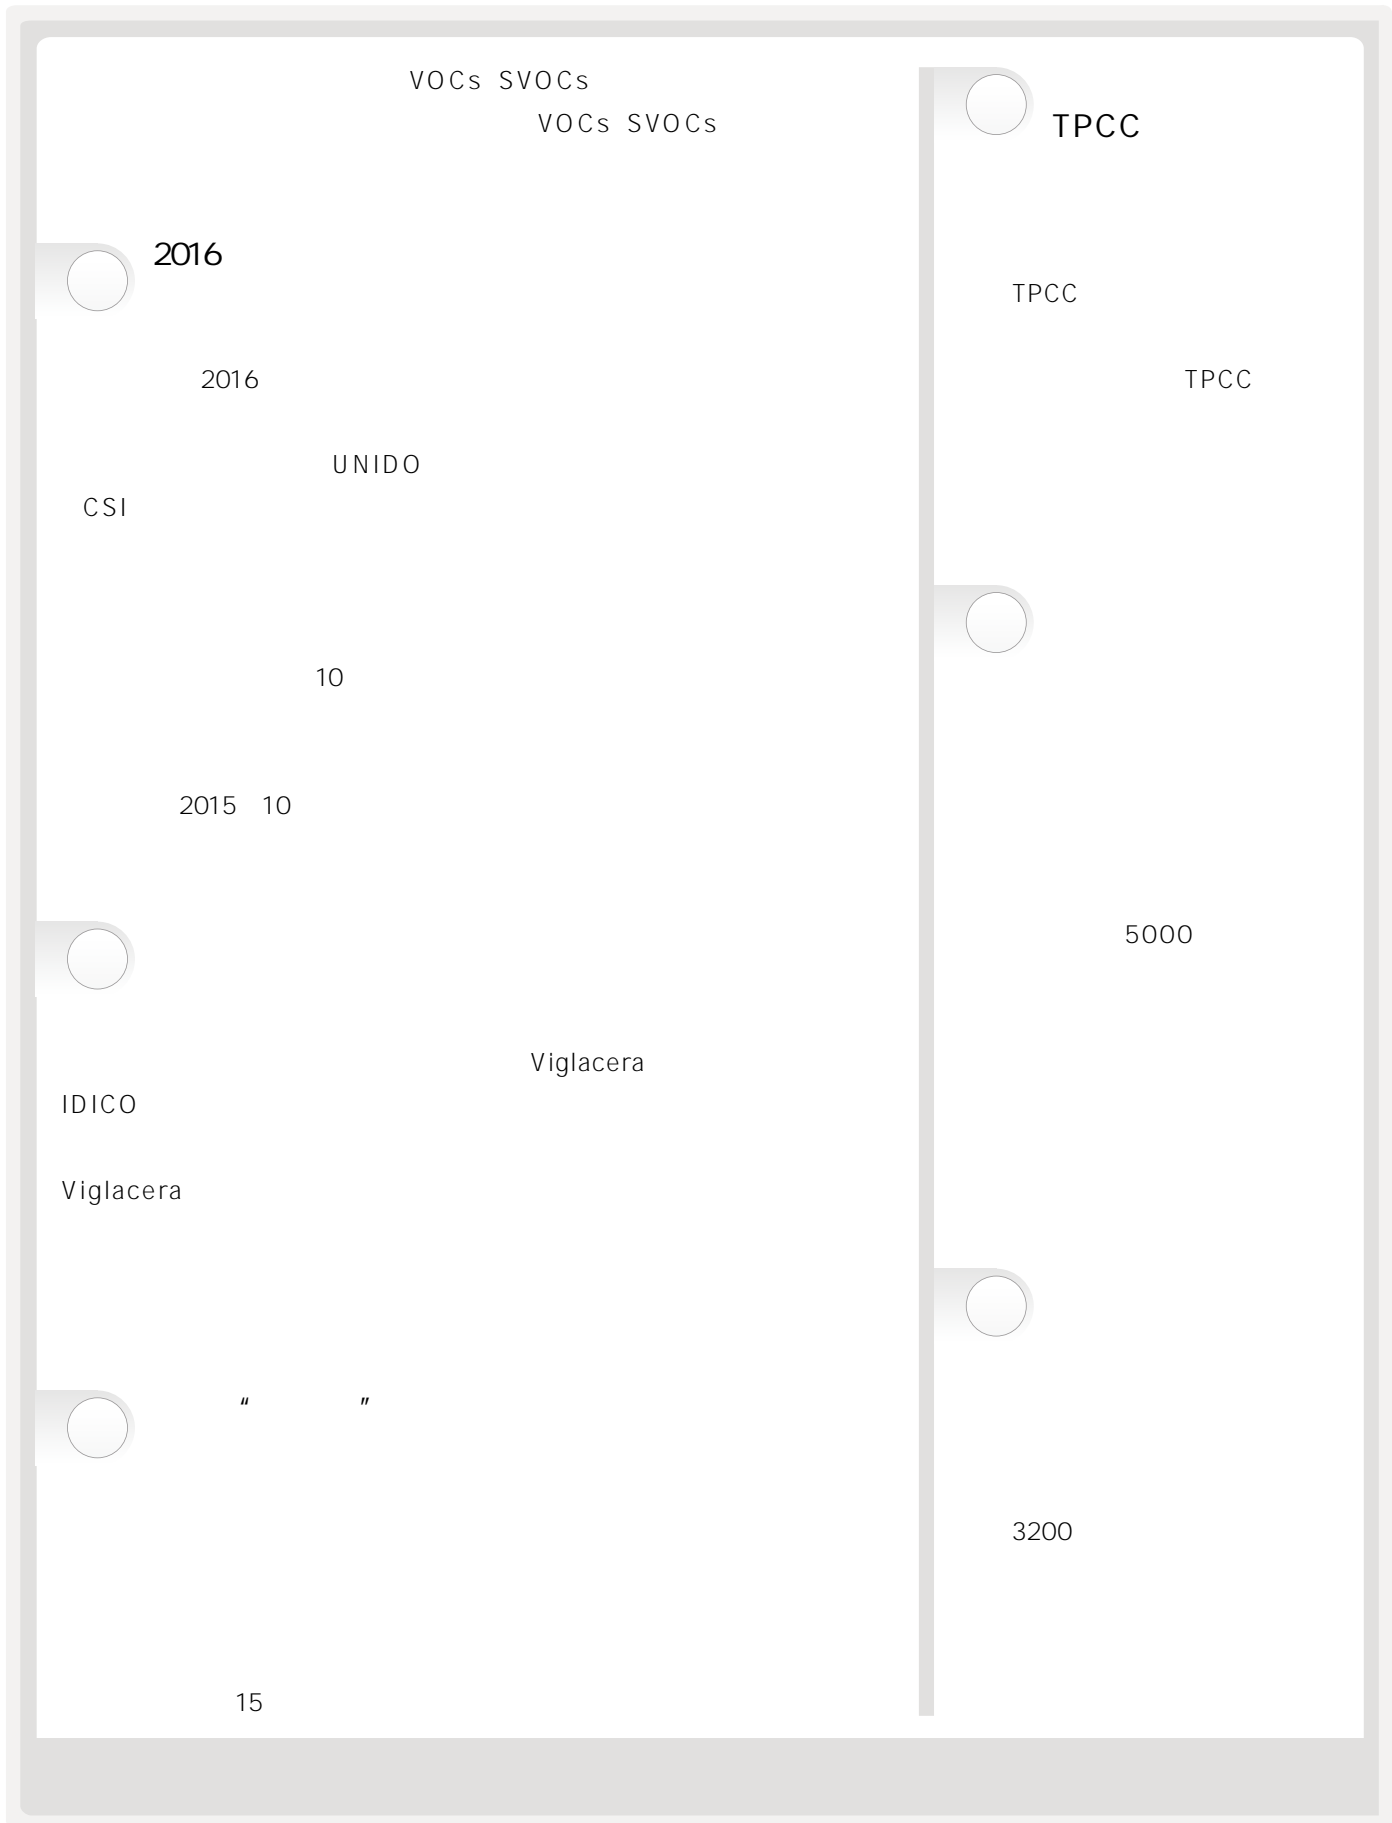 VOCs SVOCs
VOCs SVOCs
2016
2016
UNIDO
CSI
10
2015 10
Viglacera
IDICO
Viglacera
“ ”
15
TPCC
TPCC
TPCC
5000
3200